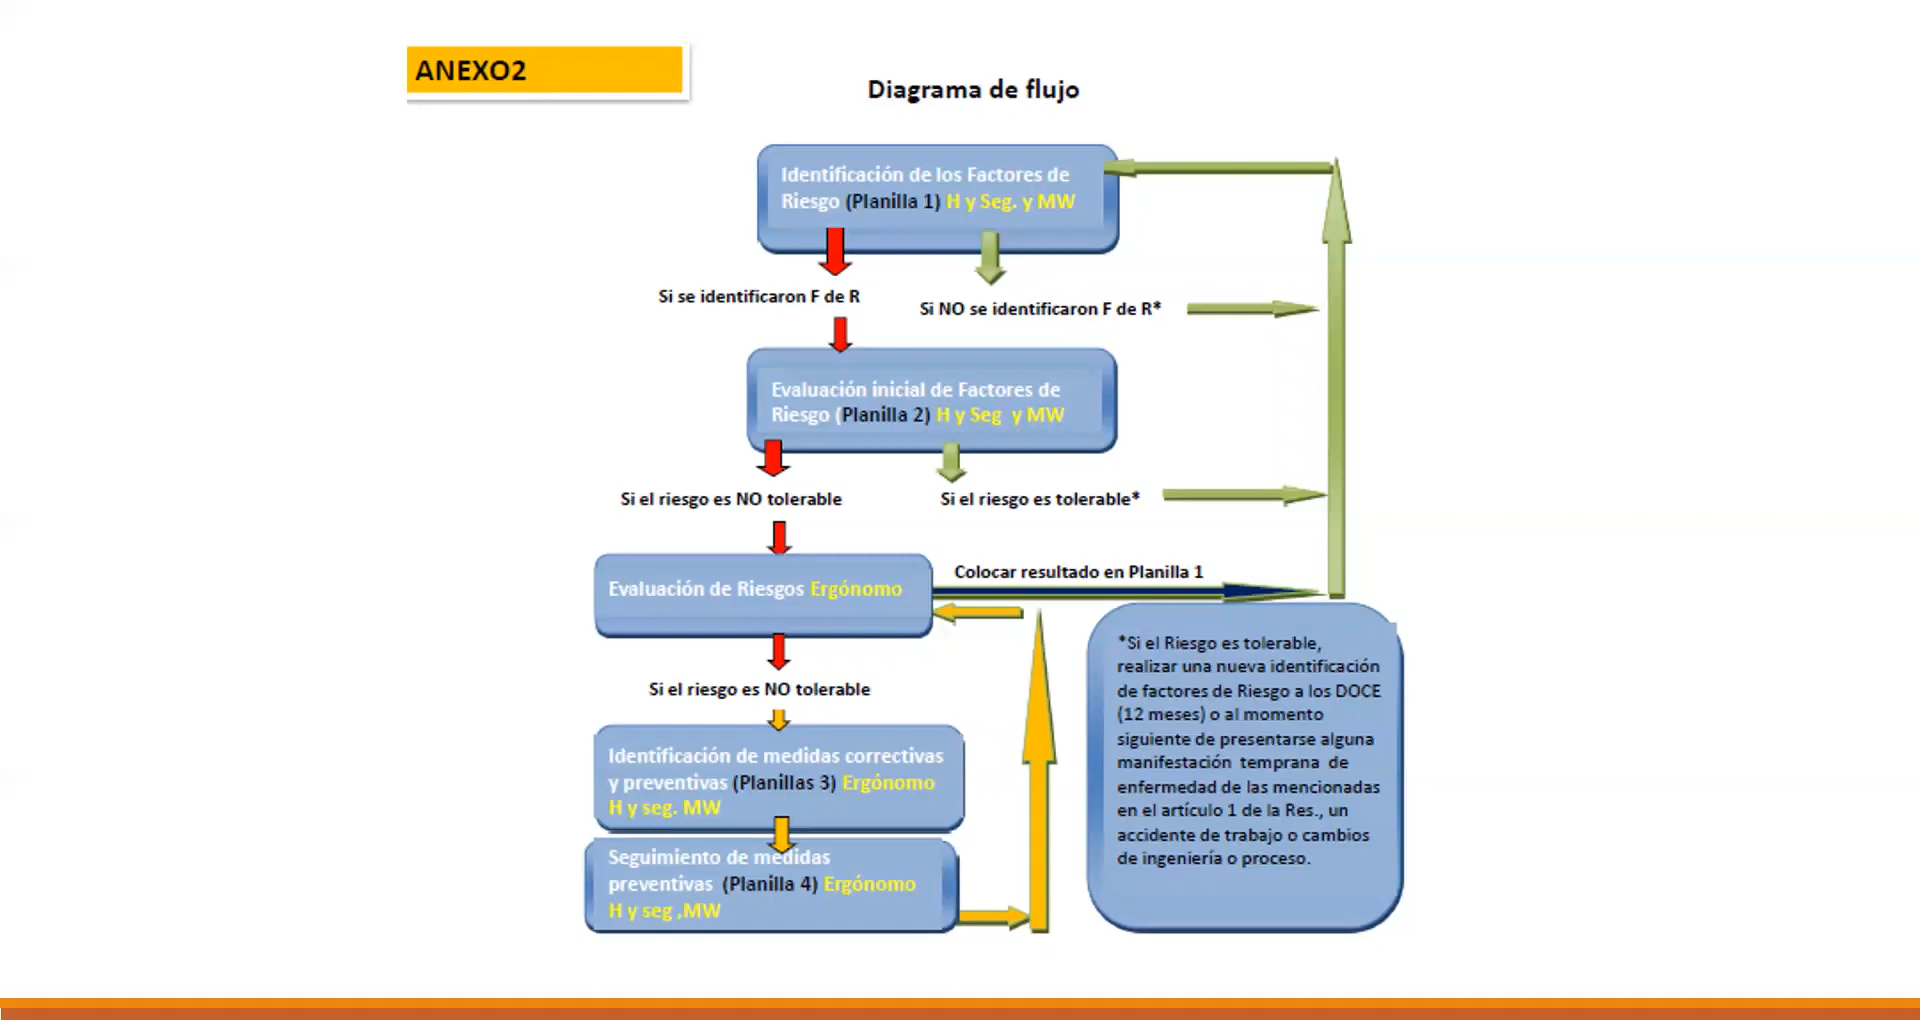 ANEXO2
Diagrama de flujo
Identificación de los Factores de
Riesgo (Planilla 1) H y Seg. y MW
Si se identificaron F de R
Si NO se identificaron F de R*
Evaluación inicial de Factores de
Riesgo (Planilla 2) H y Seg y MW
Si el riesgo es NO tolerable
Si el riesgo es tolerable*
Evaluación de Riesgos Ergónomo
Colocar resultado en Planilla 1
Si el riesgo es NO tolerable
Identificación de medidas correctivas
y preventivas (Planillas 3) Ergónomo
H y seg. MW
Seguimiento de medidas
preventivas (Planilla 4) Ergónomo
H y seg ,MW
*Si el Riesgo es tolerable,
realizar una nueva identificación
de factores de Riesgo a los DOCE
(12 meses) o al momento
siguiente de presentarse alguna
manifestación temprana de
enfermedad de las mencionadas
en el artículo 1 de la Res., un
accidente de trabajo o cambios
de ingeniería o proceso.